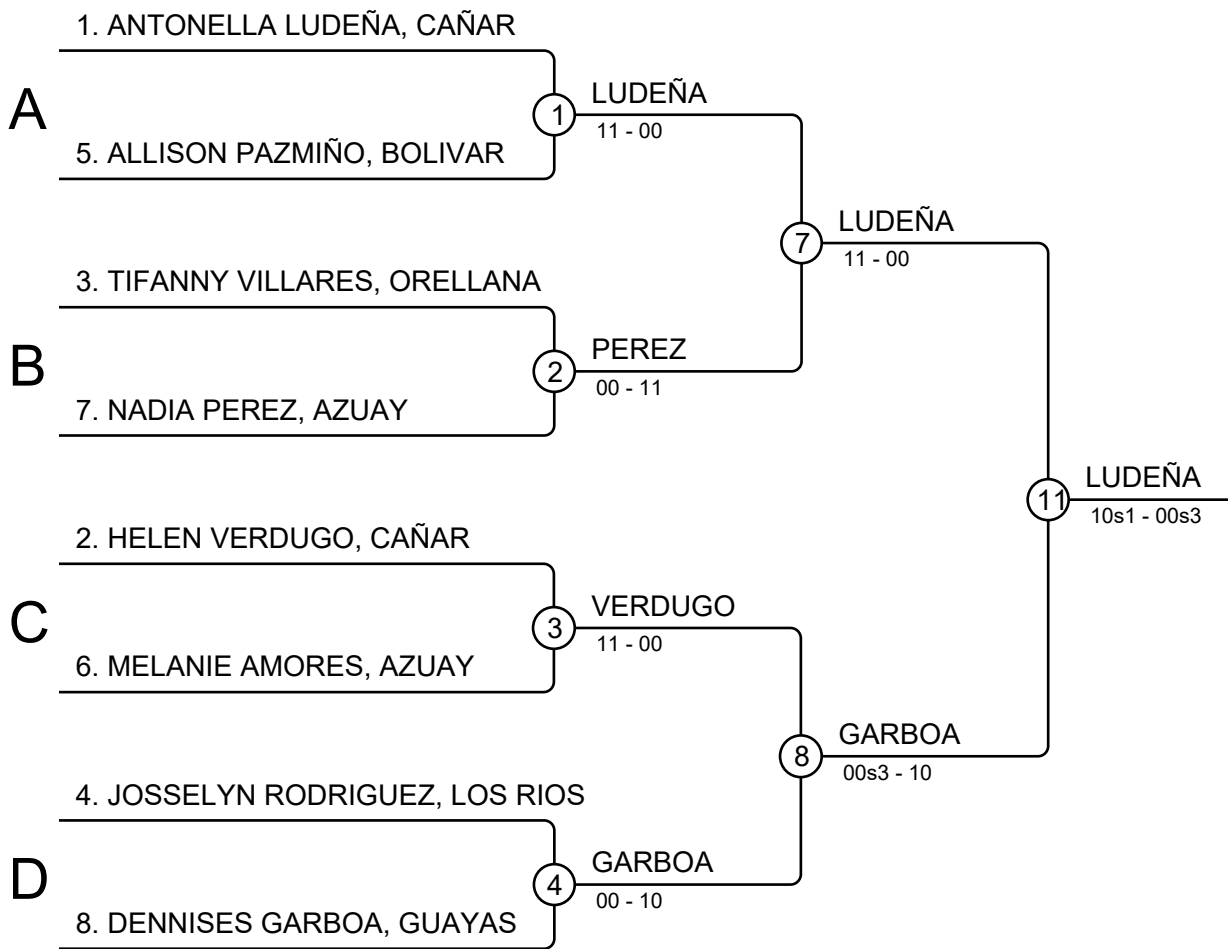 1. ANTONELLA LUDEÑA, CAÑAR
A
1
LUDEÑA
11 - 00
5. ALLISON PAZMIÑO, BOLIVAR
7
LUDEÑA
11 - 00
3. TIFANNY VILLARES, ORELLANA
B
2
PEREZ
00 - 11
7. NADIA PEREZ, AZUAY
11
LUDEÑA
10s1 - 00s3
2. HELEN VERDUGO, CAÑAR
C
3
VERDUGO
11 - 00
6. MELANIE AMORES, AZUAY
8
GARBOA
00s3 - 10
4. JOSSELYN RODRIGUEZ, LOS RIOS
D
4
GARBOA
00 - 10
8. DENNISES GARBOA, GUAYAS